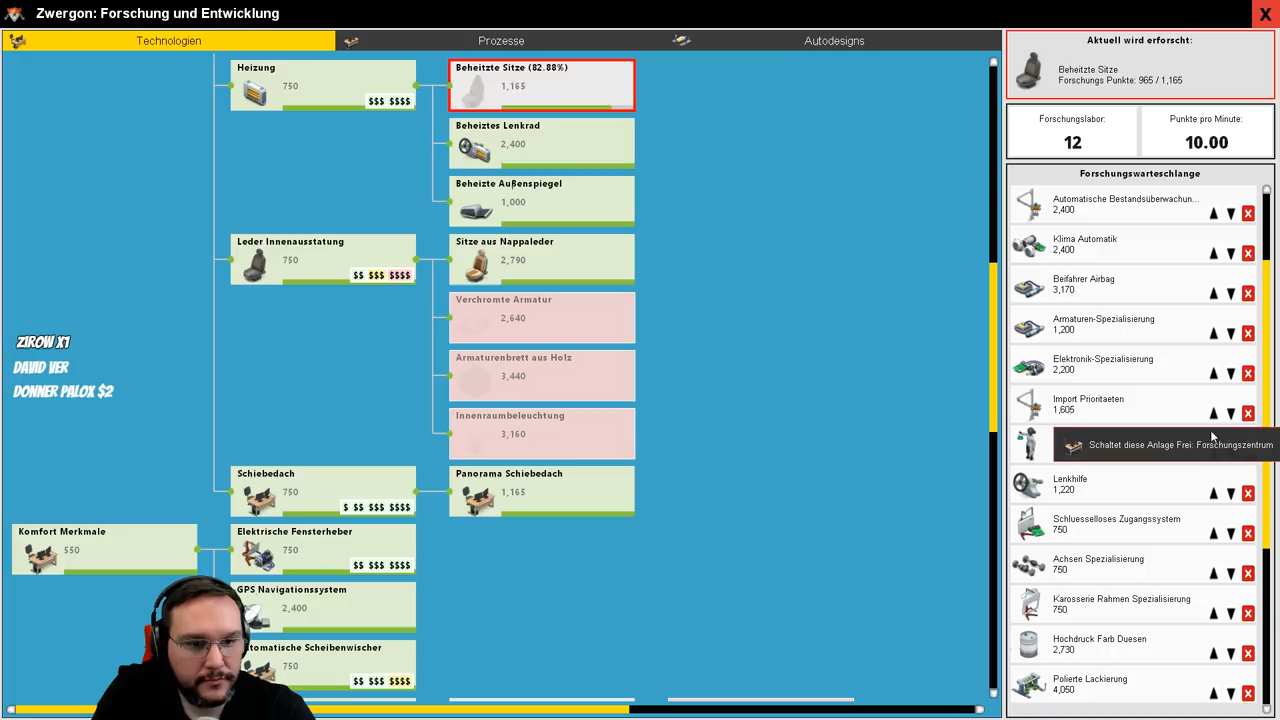 Zwergon: Forschung und Entwicklung
X
Technologien
Prozesse
Autodesigns
Heizung
750
$$$ $$$$
Beheitzte Sitze (82.88%)
1,165
Beheiztes Lenkrad
2,400
Beheizte Außenspiegel
1,000
Leder Innenausstattung
750
$$ $$$ $$$$
Sitze aus Nappaleder
2,790
Verchromte Armatur
2,640
Armaturenbrett aus Holz
3,440
Innenraumbeleuchtung
3,160
Schiebedach
750
$ $$ $$$ $$$$
Panorama Schiebedach
1,165
Komfort Merkmale
550
Elektrische Fensterheber
750
$$ $$$ $$$$
GPS Navigationssystem
2,400
tomatische Scheibenwischer
750
$$ $$$ $$$$
ZIROW X1
DAVID VER
DONNER PALOX $2
Aktuell wird erforscht:
Beheitzte Sitze
Forschungs Punkte: 965 / 1,165
Forschungslabor:
12
Punkte pro Minute:
10.00
Forschungswarteschlange
Automatische Bestandsüberwachun...
2,400
Klima Automatik
2,400
Beifahrer Airbag
3,170
Armaturen-Spezialisierung
1,200
Elektronik-Spezialisierung
2,200
Import Prioritaeten
1,605
Schaltet diese Anlage Frei: Forschungszentrum
Lenkhilfe
1,220
Schluesselloses Zugangssystem
750
Achsen Spezialisierung
750
Karosserie Rahmen Spezialisierung
750
Hochdruck Farb Duesen
2,730
Polierte Lackierung
4,050